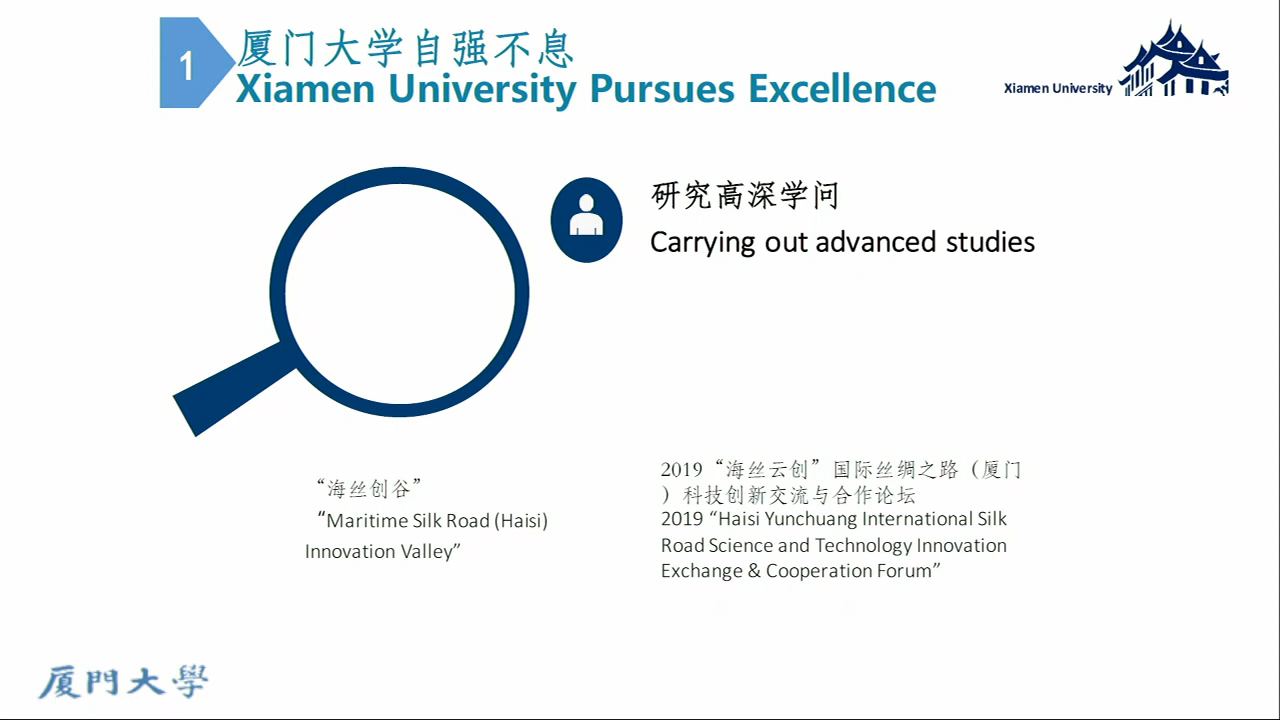 1
厦门大学自强不息
Xiamen University Pursues Excellence
Xiamen University
研究高深学问
Carrying out advanced studies
“海丝创谷”
“Maritime Silk Road (Haisi)
Innovation Valley”
2019“海丝云创”国际丝绸之路（厦门
）科技创新交流与合作论坛
2019 “Haisi Yunchuang International Silk
Road Science and Technology Innovation
Exchange & Cooperation Forum”
厦門大學